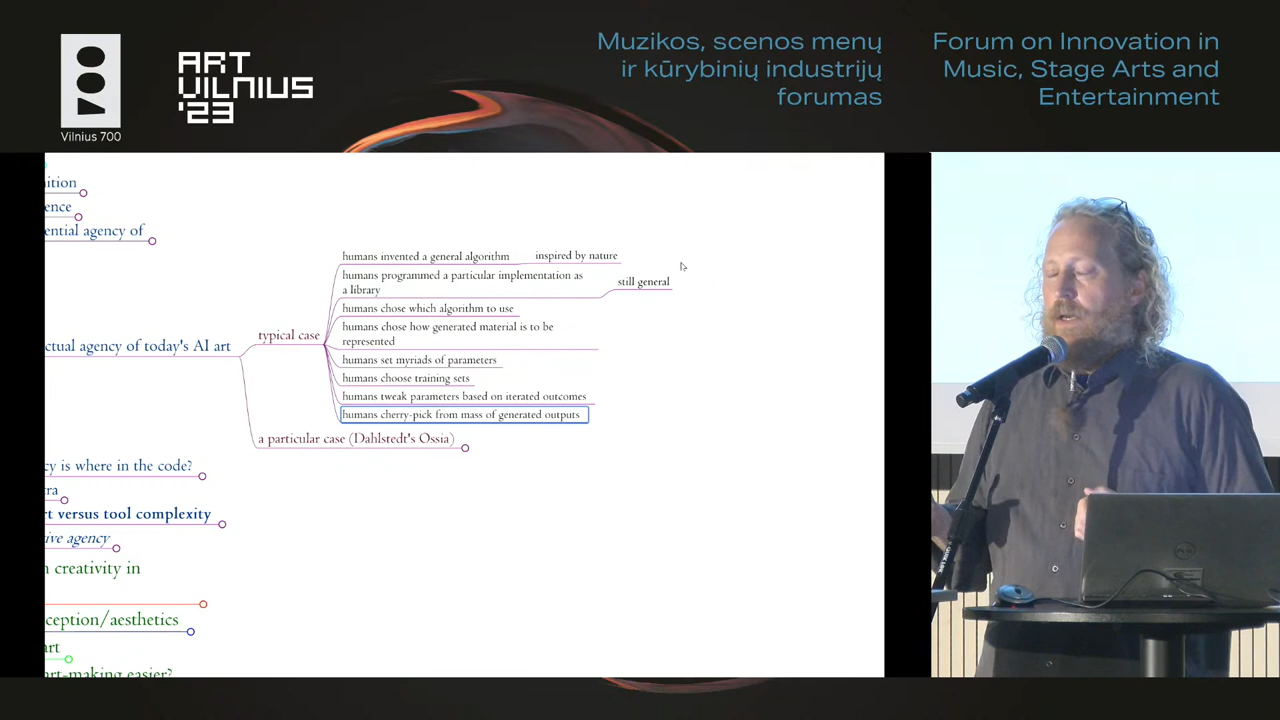 Vilnius 700
ART
VILNIUS
'23
Muzikos, scenos menų
ir kūrybinių industrijų
forumas
Forum on Innovation in
Music, Stage Arts and
Entertainment
ential agency of
ctual agency of today's AI art
typical case
humans invented a general algorithm
inspired by nature
humans programmed a particular implementation as
a library
still general
humans chose which algorithm to use
humans chose how generated material is to be
represented
humans set myriads of parameters
humans choose training sets
humans tweak parameters based on iterated outcomes
humans cherry-pick from mass of generated outputs
a particular case (Dahlstedt's Ossia)
cy is where in the code?
rt versus tool complexity
ive agency
n creativity in
ception/aesthetics
art
art-making easier?
DELL